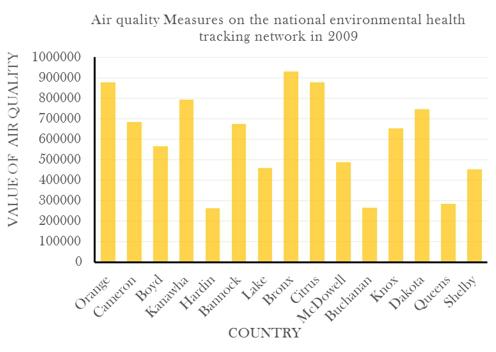 Air quality Measures on the national environmental health
tracking network in 2009
VALUE OF AIR QUALITY
1000000
900000
800000
700000
600000
500000
400000
300000
200000
100000
0
Orange
Cameron
Boyd
Kanawha
Hardin
Bannock
Lake
Bronx
Citrus
McDowell
Buchanan
Knox
Dakota
Queens
Shelby
COUNTRY